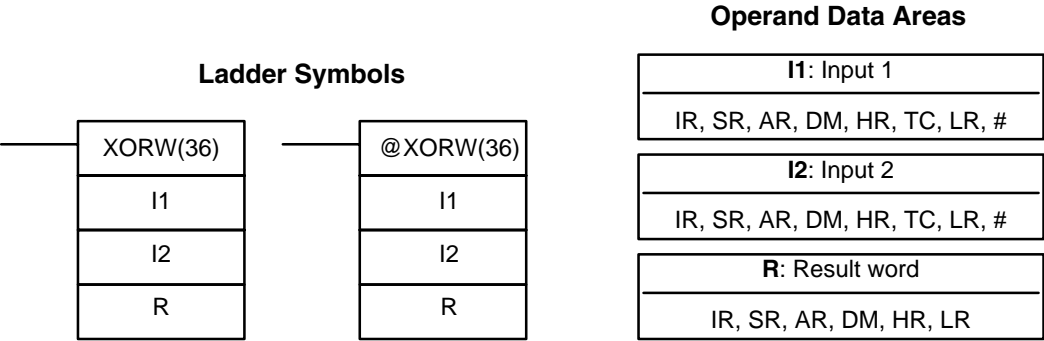 Ladder Symbols
XORW(36)
I1
I2
R
@XORW(36)
I1
I2
R
Operand Data Areas
I1: Input 1
IR, SR, AR, DM, HR, TC, LR, #
I2: Input 2
IR, SR, AR, DM, HR, TC, LR, #
R: Result word
IR, SR, AR, DM, HR, LR